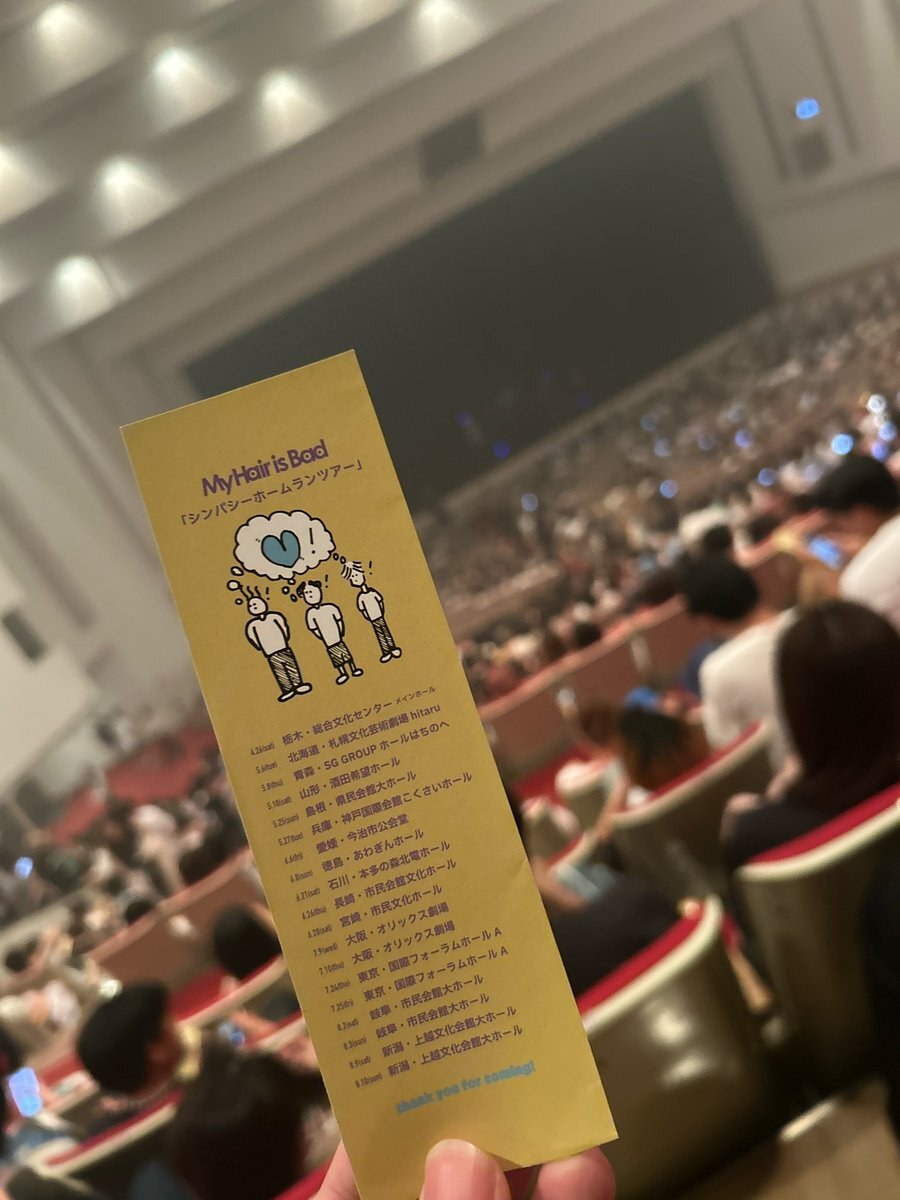 My Hair is Bad
「シンパシーホームランツアー」
!
! ! !
4.26(sat) 栃木・総合文化センター メインホール
5.6(tue) 北海道・札幌文化芸術劇場 hitaru
5.8(thu) 青森・SG GROUP ホールはちのへ
5.10(sat) 山形・酒田希望ホール
5.25(sun) 島根・県民会館大ホール
5.27(tue) 兵庫・神戸国際会館こくさいホール
6.6(fri) 愛媛・今治市公会堂
6.8(sun) 徳島・あわぎんホール
6.21(sat) 石川・本多の森北電ホール
6.26(thu) 長崎・市民会館文化ホール
6.28(sat) 宮崎・市民文化ホール
7.9(wed) 大阪・オリックス劇場
7.10(thu) 大阪・オリックス劇場
7.24(thu) 東京・国際フォーラムホール A
7.25(fri) 東京・国際フォーラムホール A
8.2(sat) 岐阜・市民会館大ホール
8.3(sun) 岐阜・市民会館大ホール
8.9(sat) 新潟・上越文化会館大ホール
8.10(sun) 新潟・上越文化会館大ホール
thank you for coming!